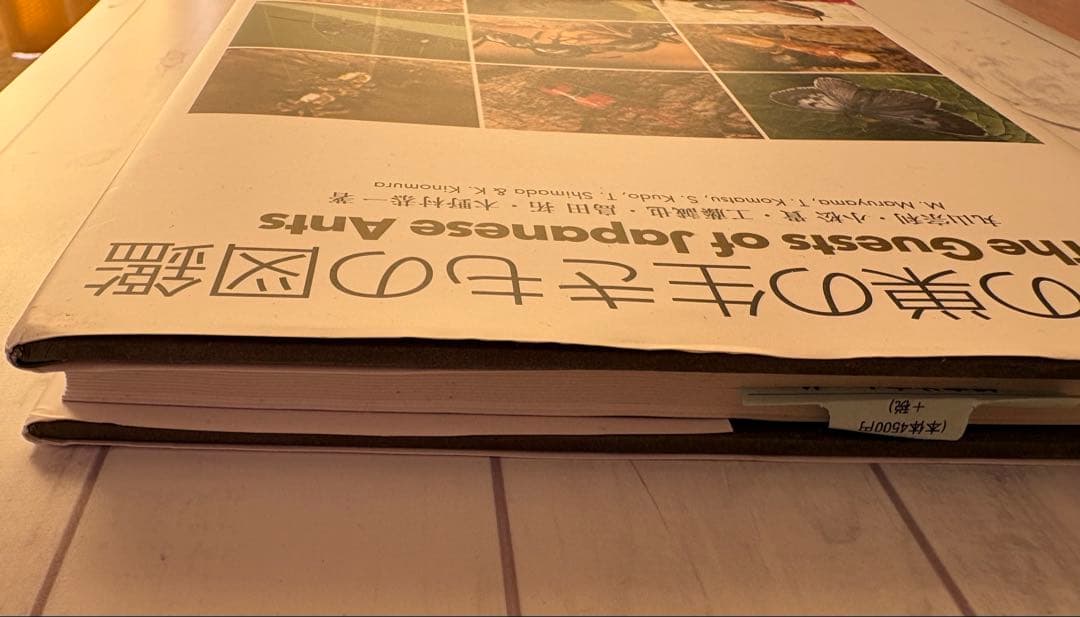 の巣の生きもの図鑑
The Guests of Japanese Ants
丸山宗利・小松 貴・工藤誠也・島田 拓・木野村恭一 著
M. Maruyama, T. Komatsu, S. Kudo, T. Shimada & K. Kinomura
(本体4500円
+税)